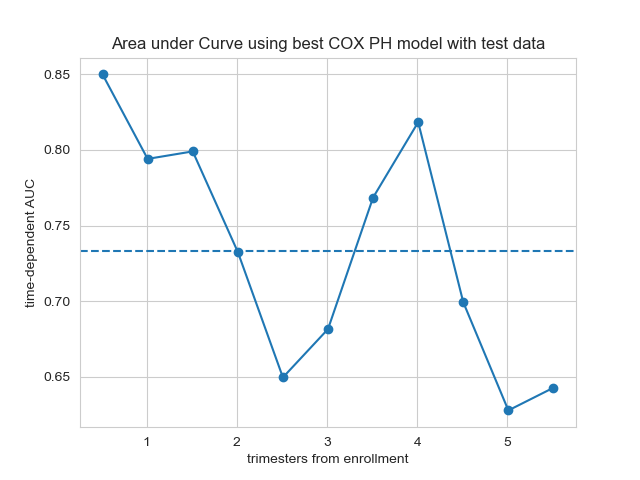 Area under Curve using best COX PH model with test data
0.85
0.80
0.75
0.70
0.65
time-dependent AUC
1 2 3 4 5
trimesters from enrollment